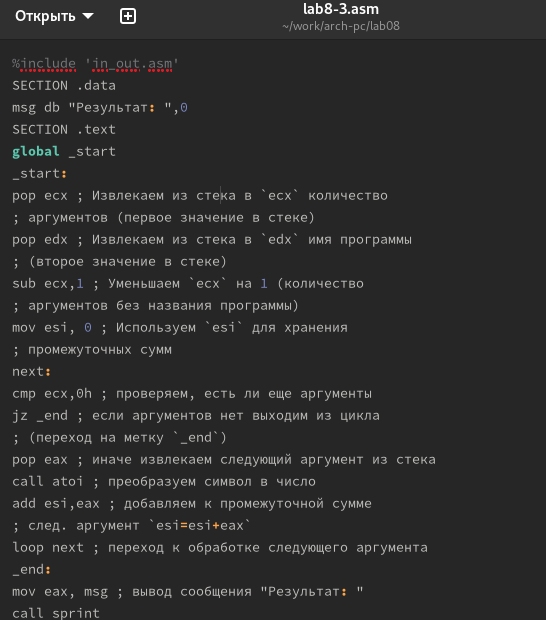 Открыть
lab8-3.asm
~/work/arch-pc/lab08
%include 'in_out.asm'
SECTION .data
msg db "Результат: ",0
SECTION .text
global _start
_start:
pop ecx ; Извлекаем из стека в `ecx` количество
; аргументов (первое значение в стеке)
pop edx ; Извлекаем из стека в `edx` имя программы
; (второе значение в стеке)
sub ecx,1 ; Уменьшаем `ecx` на 1 (количество
; аргументов без названия программы)
mov esi, 0 ; Используем `esi` для хранения
; промежуточных сумм
next:
cmp ecx,0h ; проверяем, есть ли еще аргументы
jz _end ; если аргументов нет выходим из цикла
; (переход на метку `_end`)
pop eax ; иначе извлекаем следующий аргумент из стека
call atoi ; преобразуем символ в число
add esi,eax ; добавляем к промежуточной сумме
; след. аргумент `esi=esi+eax`
loop next ; переход к обработке следующего аргумента
_end:
mov eax, msg ; вывод сообщения "Результат: "
call sprint